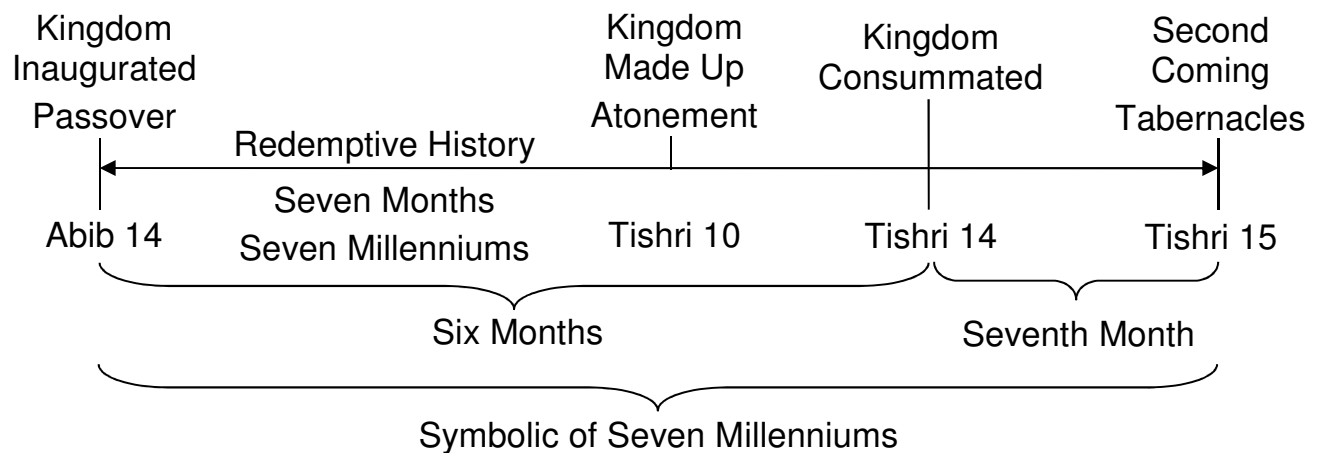 Kingdom
Inaugurated
Passover
Kingdom
Made Up
Atonement
Kingdom
Consummated
Second
Coming
Tabernacles
Redemptive History
Seven Months
Seven Millenniums
Abib 14
Tishri 10
Tishri 14
Tishri 15
Six Months
Seventh Month
Symbolic of Seven Millenniums